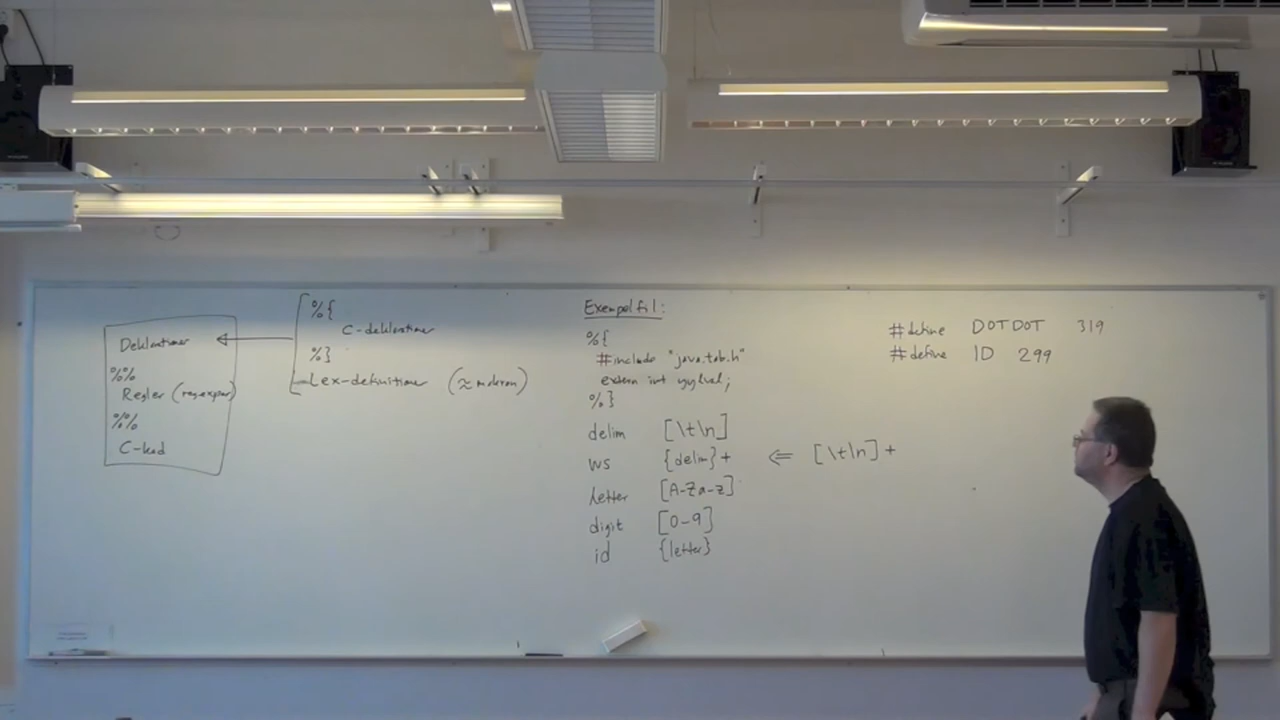 Deklarationer
%%
Regler (regexpar)
%%
C-kod
%{
C-deklarationer
%}
Lex-definitioner (≈ makron)
Exempelfil:
%{
#include "java.tab.h"
extern int yylval;
%}
delim [\t\n]
ws {delim}+ ⇐ [\t\n]+
letter [A-Za-z]
digit [0-9]
id {letter}
#define DOTDOT 319
#define ID 299